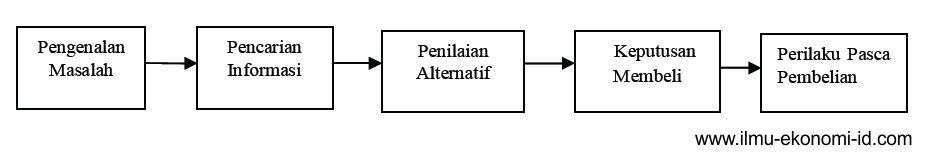 Pengenalan
Masalah
Pencarian
Informasi
Penilaian
Alternatif
Keputusan
Membeli
Perilaku Pasca
Pembelian
www.ilmu-ekonomi-id.com